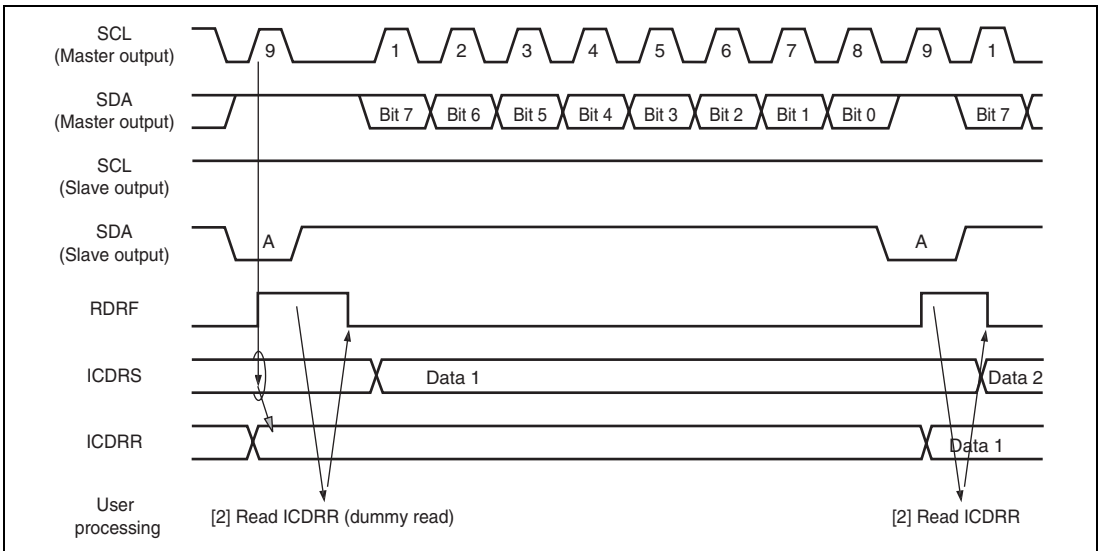 SCL
(Master output)
9 1 2 3 4 5 6 7 8 9 1
SDA
(Master output)
Bit 7 Bit 6 Bit 5 Bit 4 Bit 3 Bit 2 Bit 1 Bit 0 Bit 7
SCL
(Slave output)
SDA
(Slave output)
A A
RDRF
ICDRS
Data 1 Data 2
ICDRR
Data 1
User
processing
[2] Read ICDRR (dummy read) [2] Read ICDRR